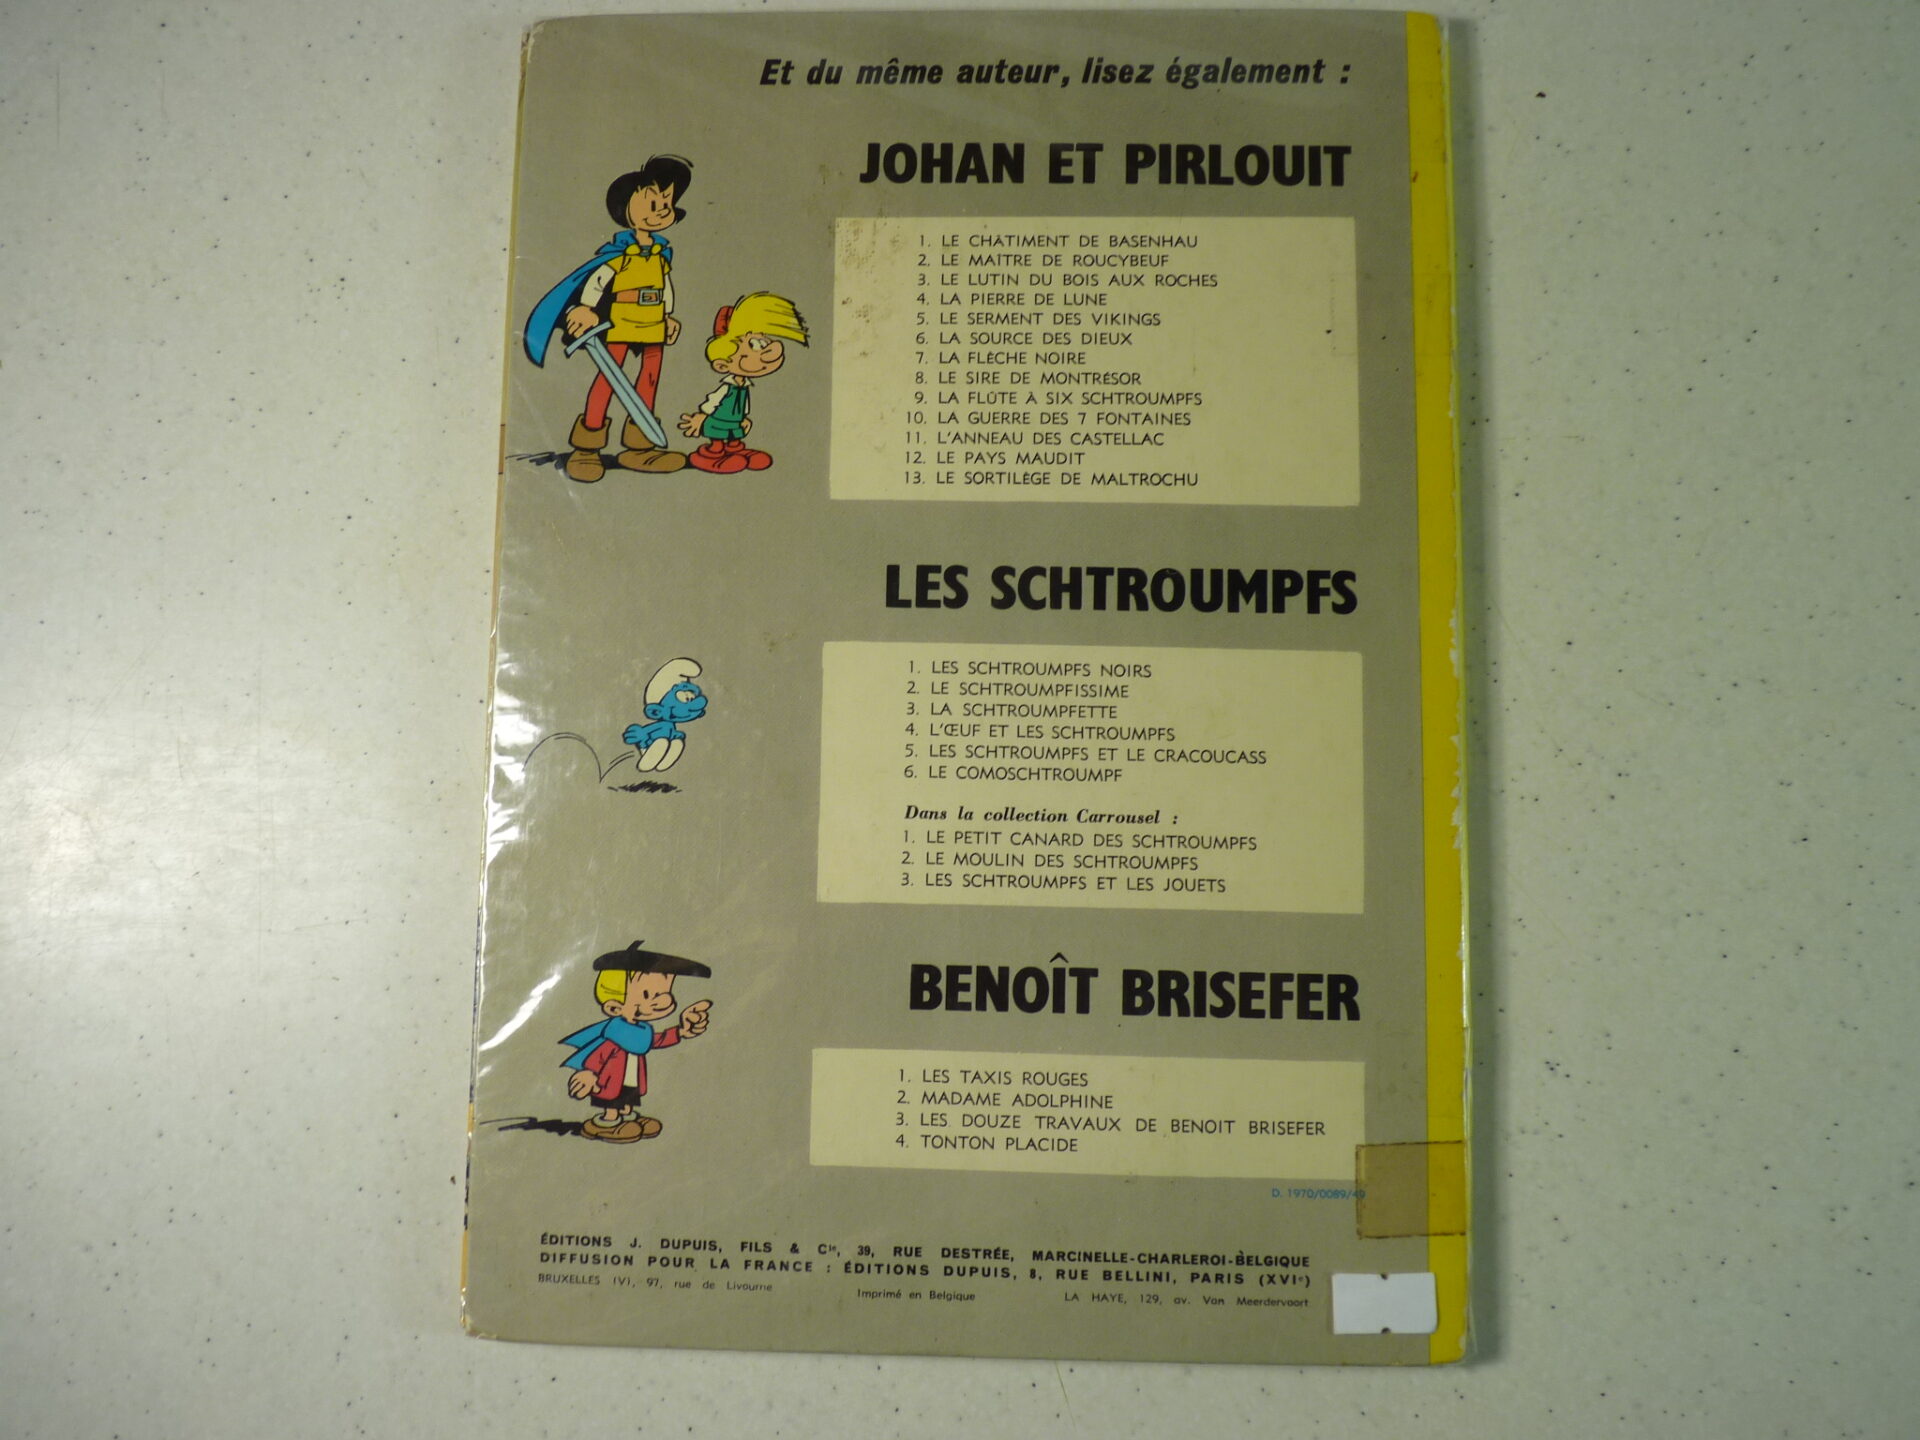 Et du même auteur, lisez également :
JOHAN ET PIRLOUIT
1. LE CHÂTIMENT DE BASENHAU
2. LE MAÎTRE DE ROUCYBEUF
3. LE LUTIN DU BOIS AUX ROCHES
4. LA PIERRE DE LUNE
5. LE SERMENT DES VIKINGS
6. LA SOURCE DES DIEUX
7. LA FLÈCHE NOIRE
8. LE SIRE DE MONTRÉSOR
9. LA FLÛTE À SIX SCHTROUMPFS
10. LA GUERRE DES 7 FONTAINES
11. L'ANNEAU DES CASTELLAC
12. LE PAYS MAUDIT
13. LE SORTILÈGE DE MALTROCHU
LES SCHTROUMPFS
1. LES SCHTROUMPFS NOIRS
2. LE SCHTROUMPFISSIME
3. LA SCHTROUMPFETTE
4. L'ŒUF ET LES SCHTROUMPFS
5. LES SCHTROUMPFS ET LE CRACOUCASS
6. LE COMOSCHTROUMPF
Dans la collection Carrousel :
1. LE PETIT CANARD DES SCHTROUMPFS
2. LE MOULIN DES SCHTROUMPFS
3. LES SCHTROUMPFS ET LES JOUETS
BENOÎT BRISEFER
1. LES TAXIS ROUGES
2. MADAME ADOLPHINE
3. LES DOUZE TRAVAUX DE BENOIT BRISEFER
4. TONTON PLACIDE
D. 1970/0089/49
ÉDITIONS J. DUPUIS, FILS & Cie, 39, RUE DESTRÉE, MARCINELLE-CHARLEROI-BELGIQUE
DIFFUSION POUR LA FRANCE : ÉDITIONS DUPUIS, 8, RUE BELLINI, PARIS (XVIe)
BRUXELLES (V), 97, rue de Livourne Imprimé en Belgique LA HAYE, 129, av. Van Meerdervoort